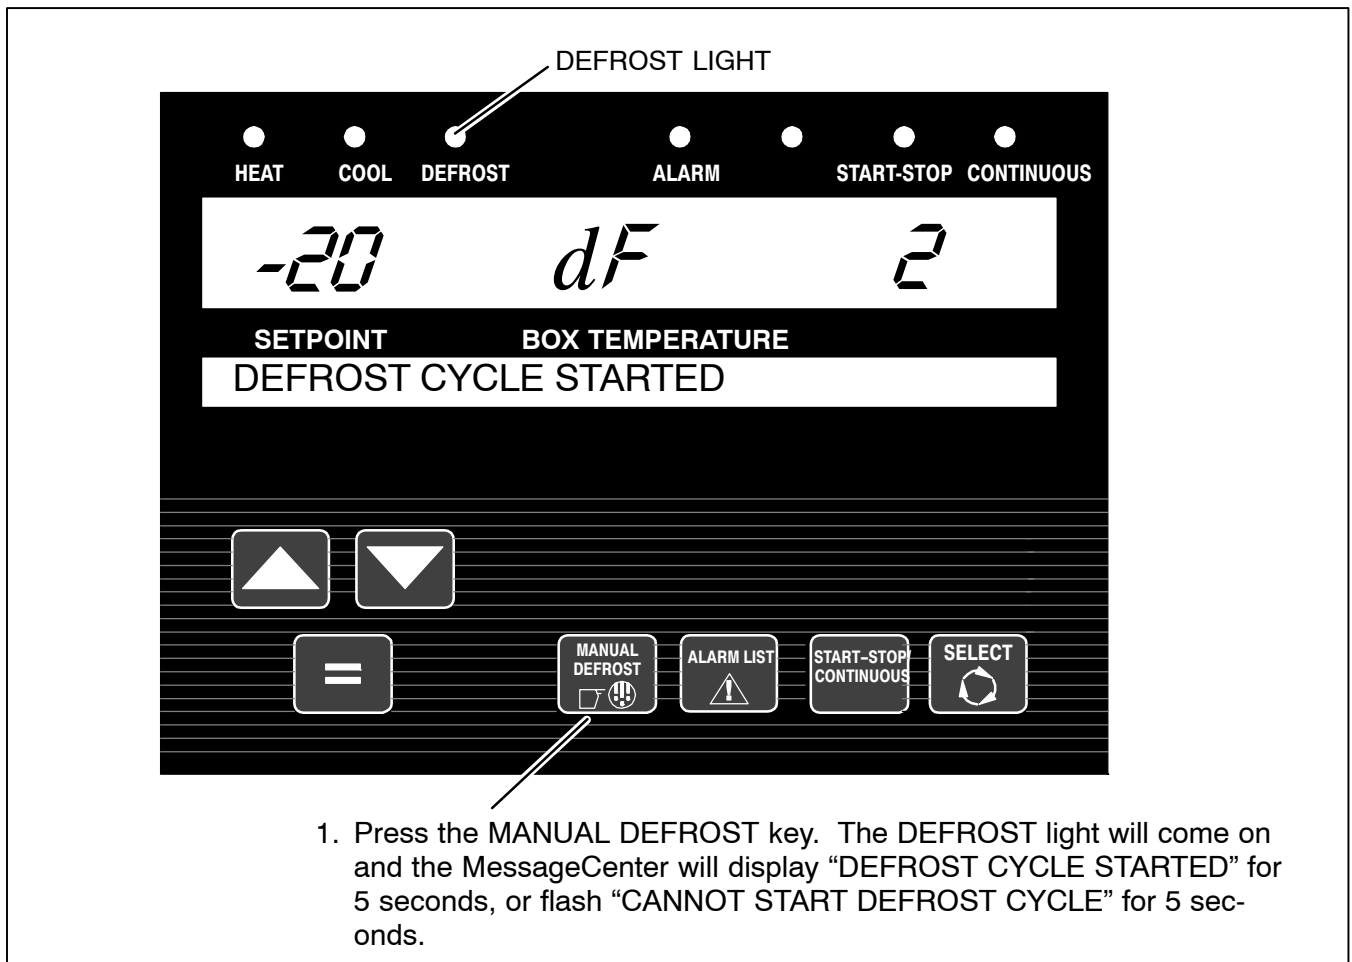 DEFROST LIGHT
HEAT COOL DEFROST ALARM START-STOP CONTINUOUS
-20 dF 2
SETPOINT BOX TEMPERATURE
DEFROST CYCLE STARTED
=
MANUAL
DEFROST
ALARM LIST
!
START-STOP/
CONTINUOUS
SELECT
1. Press the MANUAL DEFROST key. The DEFROST light will come on
and the MessageCenter will display “DEFROST CYCLE STARTED” for
5 seconds, or flash “CANNOT START DEFROST CYCLE” for 5 sec-
onds.